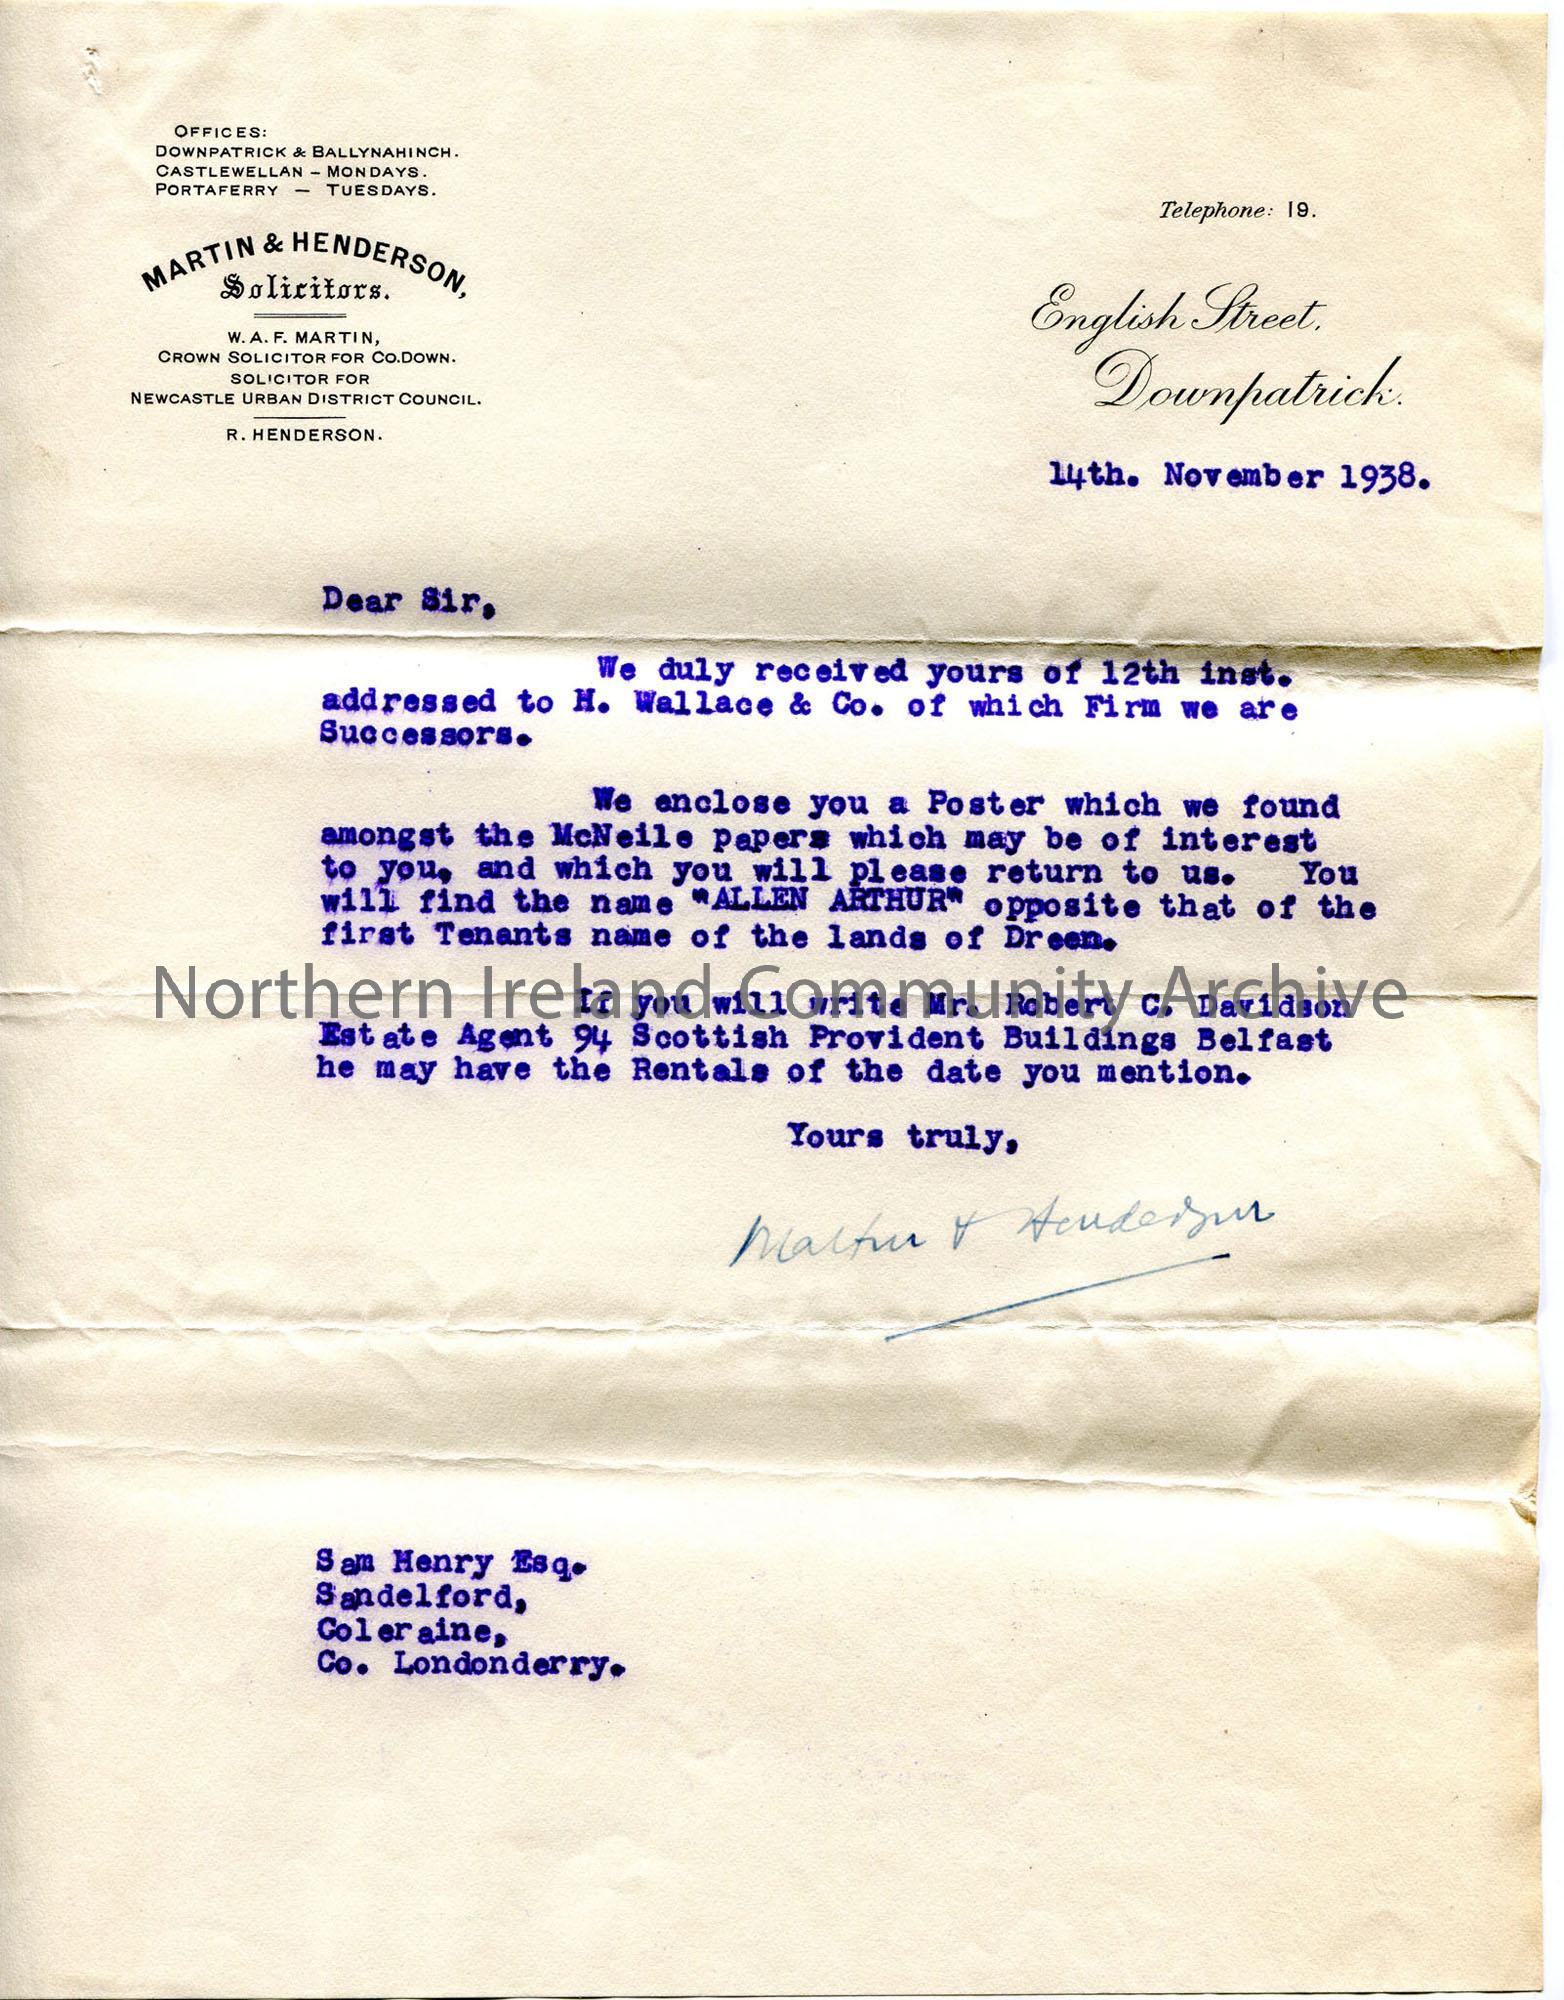 OFFICES:
DOWNPATRICK & BALLYNAHINCH.
CASTLEWELLAN – MONDAYS.
PORTAFERRY — TUESDAYS.
MARTIN & HENDERSON,
Solicitors.
W. A. F. MARTIN,
CROWN SOLICITOR FOR CO. DOWN.
SOLICITOR FOR
NEWCASTLE URBAN DISTRICT COUNCIL.
R. HENDERSON.
Telephone: 19.
English Street,
Downpatrick.
14th. November 1938.
Dear Sir,
We duly received yours of 12th inst.
addressed to H. Wallace & Co. of which Firm we are
Successors.
We enclose you a Poster which we found
amongst the McNeile papers which may be of interest
to you, and which you will please return to us. You
will find the name "ALLEN ARTHUR" opposite that of the
first Tenants name of the lands of Dreen.
Northern Ireland Community Archive
If you will write Mr. Robert C. Davidson
Estate Agent 94 Scottish Provident Buildings Belfast
he may have the Rentals of the date you mention.
Yours truly,
Martin & Henderson
Sam Henry Esq.
Sandelford,
Coleraine,
Co. Londonderry.